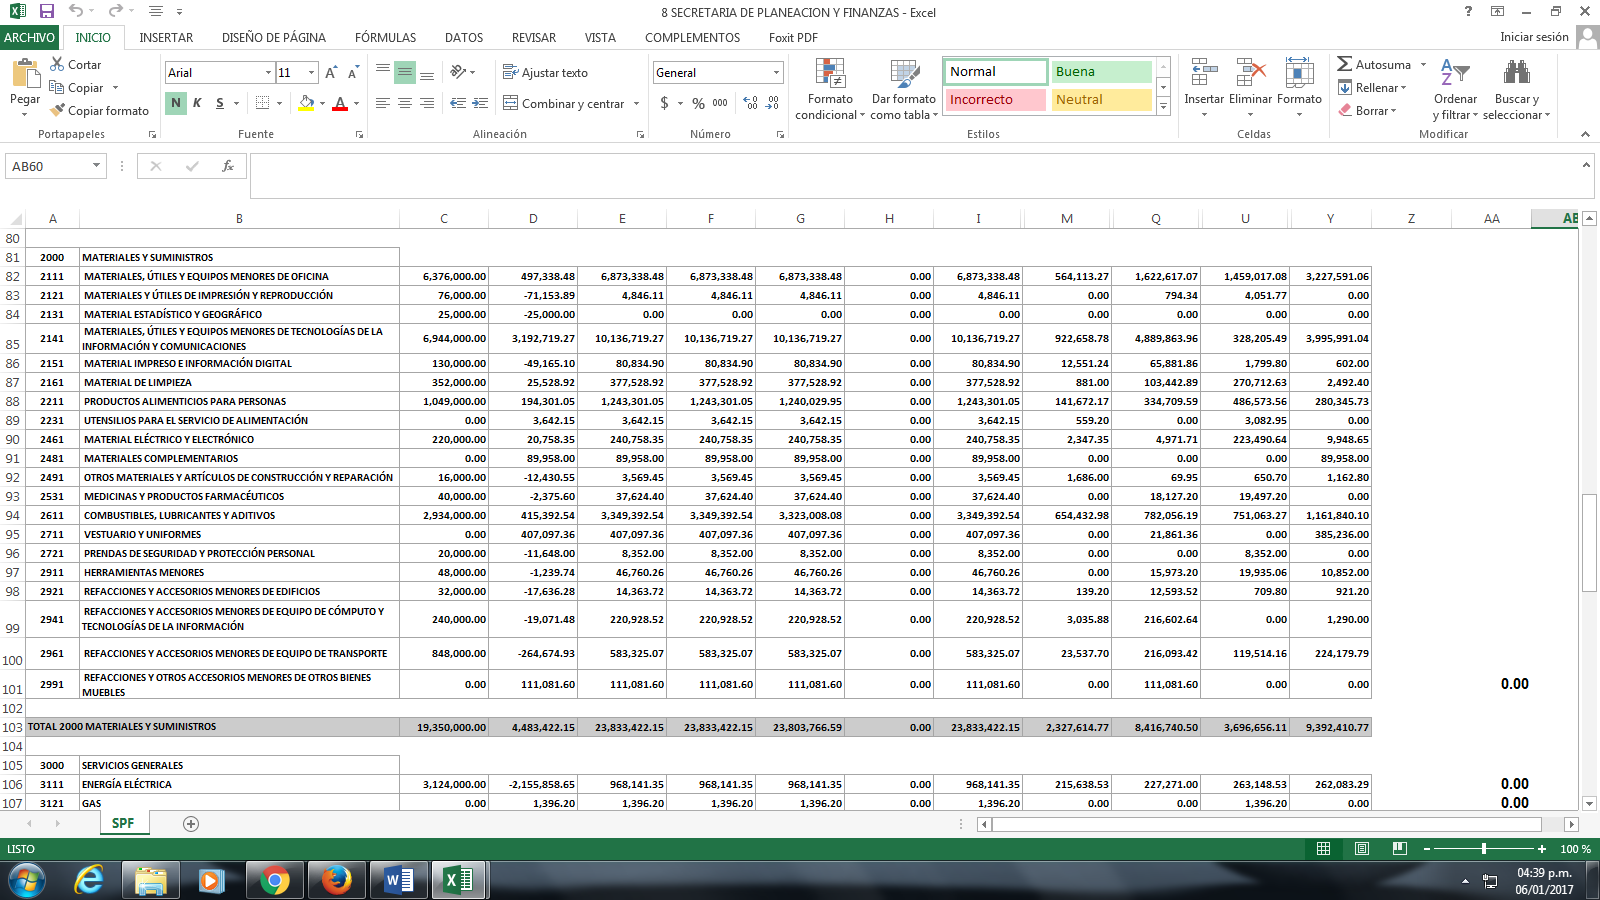 8 SECRETARIA DE PLANEACION Y FINANZAS - Excel
ARCHIVO INICIO INSERTAR DISEÑO DE PÁGINA FÓRMULAS DATOS REVISAR VISTA COMPLEMENTOS Foxit PDF Iniciar sesión
Pegar Cortar Copiar Copiar formato
Portapapeles
Arial 11
N K S
Fuente
Ajustar texto
Combinar y centrar
Alineación
General
$ % 000
Número
Formato condicional
Dar formato como tabla
Normal Buena
Incorrecto Neutral
Estilos
Insertar Eliminar Formato
Celdas
Autosuma
Rellenar
Borrar
Ordenar y filtrar
Buscar y seleccionar
Modificar
AB60 fx
A B C D E F G H I M Q U Y Z AA AB
80
81 2000 MATERIALES Y SUMINISTROS
82 2111 MATERIALES, ÚTILES Y EQUIPOS MENORES DE OFICINA 6,376,000.00 497,338.48 6,873,338.48 6,873,338.48 6,873,338.48 0.00 6,873,338.48 564,113.27 1,622,617.07 1,459,017.08 3,227,591.06
83 2121 MATERIALES Y ÚTILES DE IMPRESIÓN Y REPRODUCCIÓN 76,000.00 -71,153.89 4,846.11 4,846.11 4,846.11 0.00 4,846.11 0.00 794.34 4,051.77 0.00
84 2131 MATERIAL ESTADÍSTICO Y GEOGRÁFICO 25,000.00 -25,000.00 0.00 0.00 0.00 0.00 0.00 0.00 0.00 0.00 0.00
85 2141 MATERIALES, ÚTILES Y EQUIPOS MENORES DE TECNOLOGÍAS DE LA INFORMACIÓN Y COMUNICACIONES 6,944,000.00 3,192,719.27 10,136,719.27 10,136,719.27 10,136,719.27 0.00 10,136,719.27 922,658.78 4,889,863.96 328,205.49 3,995,991.04
86 2151 MATERIAL IMPRESO E INFORMACIÓN DIGITAL 130,000.00 -49,165.10 80,834.90 80,834.90 80,834.90 0.00 80,834.90 12,551.24 65,881.86 1,799.80 602.00
87 2161 MATERIAL DE LIMPIEZA 352,000.00 25,528.92 377,528.92 377,528.92 377,528.92 0.00 377,528.92 881.00 103,442.89 270,712.63 2,492.40
88 2211 PRODUCTOS ALIMENTICIOS PARA PERSONAS 1,049,000.00 194,301.05 1,243,301.05 1,243,301.05 1,240,029.95 0.00 1,243,301.05 141,672.17 334,709.59 486,573.56 280,345.73
89 2231 UTENSILIOS PARA EL SERVICIO DE ALIMENTACIÓN 0.00 3,642.15 3,642.15 3,642.15 3,642.15 0.00 3,642.15 559.20 0.00 3,082.95 0.00
90 2461 MATERIAL ELÉCTRICO Y ELECTRÓNICO 220,000.00 20,758.35 240,758.35 240,758.35 240,758.35 0.00 240,758.35 2,347.35 4,971.71 223,490.64 9,948.65
91 2481 MATERIALES COMPLEMENTARIOS 0.00 89,958.00 89,958.00 89,958.00 89,958.00 0.00 89,958.00 0.00 0.00 0.00 89,958.00
92 2491 OTROS MATERIALES Y ARTÍCULOS DE CONSTRUCCIÓN Y REPARACIÓN 16,000.00 -12,430.55 3,569.45 3,569.45 3,569.45 0.00 3,569.45 1,686.00 69.95 650.70 1,162.80
93 2531 MEDICINAS Y PRODUCTOS FARMACÉUTICOS 40,000.00 -2,375.60 37,624.40 37,624.40 37,624.40 0.00 37,624.40 0.00 18,127.20 19,497.20 0.00
94 2611 COMBUSTIBLES, LUBRICANTES Y ADITIVOS 2,934,000.00 415,392.54 3,349,392.54 3,349,392.54 3,323,008.08 0.00 3,349,392.54 654,432.98 782,056.19 751,063.27 1,161,840.10
95 2711 VESTUARIO Y UNIFORMES 0.00 407,097.36 407,097.36 407,097.36 407,097.36 0.00 407,097.36 0.00 21,861.36 0.00 385,236.00
96 2721 PRENDAS DE SEGURIDAD Y PROTECCIÓN PERSONAL 20,000.00 -11,648.00 8,352.00 8,352.00 8,352.00 0.00 8,352.00 0.00 0.00 8,352.00 0.00
97 2911 HERRAMIENTAS MENORES 48,000.00 -1,239.74 46,760.26 46,760.26 46,760.26 0.00 46,760.26 0.00 15,973.20 19,935.06 10,852.00
98 2921 REFACCIONES Y ACCESORIOS MENORES DE EDIFICIOS 32,000.00 -17,636.28 14,363.72 14,363.72 14,363.72 0.00 14,363.72 139.20 12,593.52 709.80 921.20
99 2941 REFACCIONES Y ACCESORIOS MENORES DE EQUIPO DE CÓMPUTO Y TECNOLOGÍAS DE LA INFORMACIÓN 240,000.00 -19,071.48 220,928.52 220,928.52 220,928.52 0.00 220,928.52 3,035.88 216,602.64 0.00 1,290.00
100 2961 REFACCIONES Y ACCESORIOS MENORES DE EQUIPO DE TRANSPORTE 848,000.00 -264,674.93 583,325.07 583,325.07 583,325.07 0.00 583,325.07 23,537.70 216,093.42 119,514.16 224,179.79
101 2991 REFACCIONES Y OTROS ACCESORIOS MENORES DE OTROS BIENES MUEBLES 0.00 111,081.60 111,081.60 111,081.60 111,081.60 0.00 111,081.60 0.00 111,081.60 0.00 0.00 0.00
102
103 TOTAL 2000 MATERIALES Y SUMINISTROS 19,350,000.00 4,483,422.15 23,833,422.15 23,833,422.15 23,803,766.59 0.00 23,833,422.15 2,327,614.77 8,416,740.50 3,696,656.11 9,392,410.77
104
105 3000 SERVICIOS GENERALES
106 3111 ENERGÍA ELÉCTRICA 3,124,000.00 -2,155,858.65 968,141.35 968,141.35 968,141.35 0.00 968,141.35 215,638.53 227,271.00 263,148.53 262,083.29 0.00
107 3121 GAS 0.00 1,396.20 1,396.20 1,396.20 1,396.20 0.00 1,396.20 0.00 0.00 1,396.20 0.00 0.00
SPF
LISTO 100 %
04:39 p.m.
06/01/2017